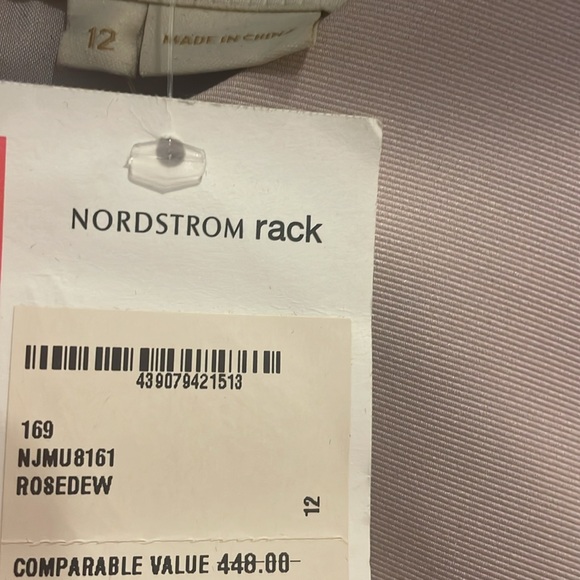 12
MADE IN CHINA
NORDSTROM rack
439079421513
169
NJMU8161
ROSEDEW
12
COMPARABLE VALUE 448.00